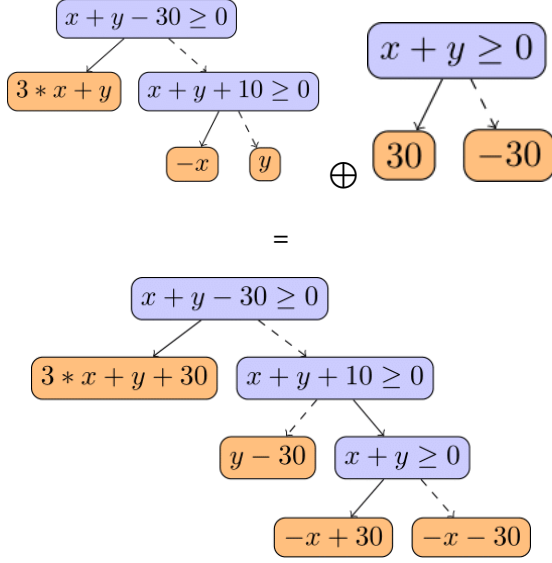 x + y − 30 ≥ 0
x + y ≥ 0
3 ∗ x + y
x + y + 10 ≥ 0
30
−30
−x
y
⊕
=
x + y − 30 ≥ 0
3 ∗ x + y + 30
x + y + 10 ≥ 0
y − 30
x + y ≥ 0
−x + 30
−x − 30